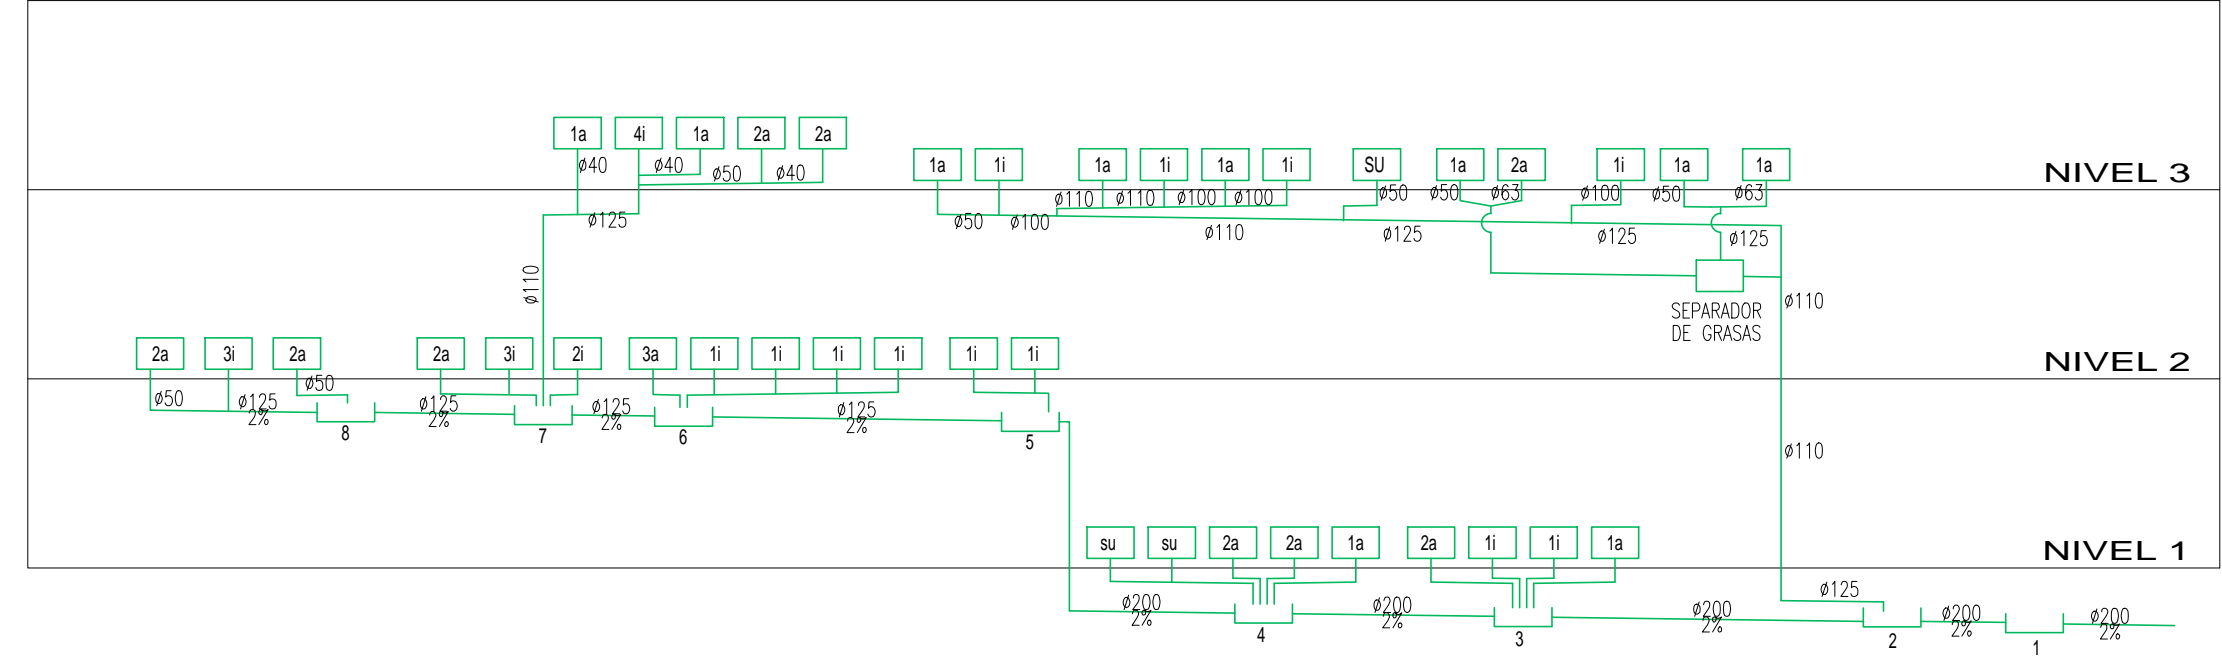 1a 4i 1a 2a 2a
1a 1i 1a 1i 1a 1i SU 1a 2a 1i 1a 1a
ø40 ø40 ø50 ø40
NIVEL 3
ø110 ø110 ø100 ø100 ø50 ø50 ø63 ø100 ø50 ø63
ø125 ø50 ø100 ø110 ø125 ø125 ø125
ø110
ø110
SEPARADOR
DE GRASAS
2a 3i 2a 2a 3i 2i 3a 1i 1i 1i 1i 1i 1i
NIVEL 2
ø50
ø50 ø125 ø125 ø125 ø125
2% 2% 2% 2%
8 7 6 5
ø110
su su 2a 2a 1a 2a 1i 1i 1a
NIVEL 1
ø125
ø200 ø200 ø200 ø200 ø200
2% 2% 2% 2% 2%
4 3 2 1